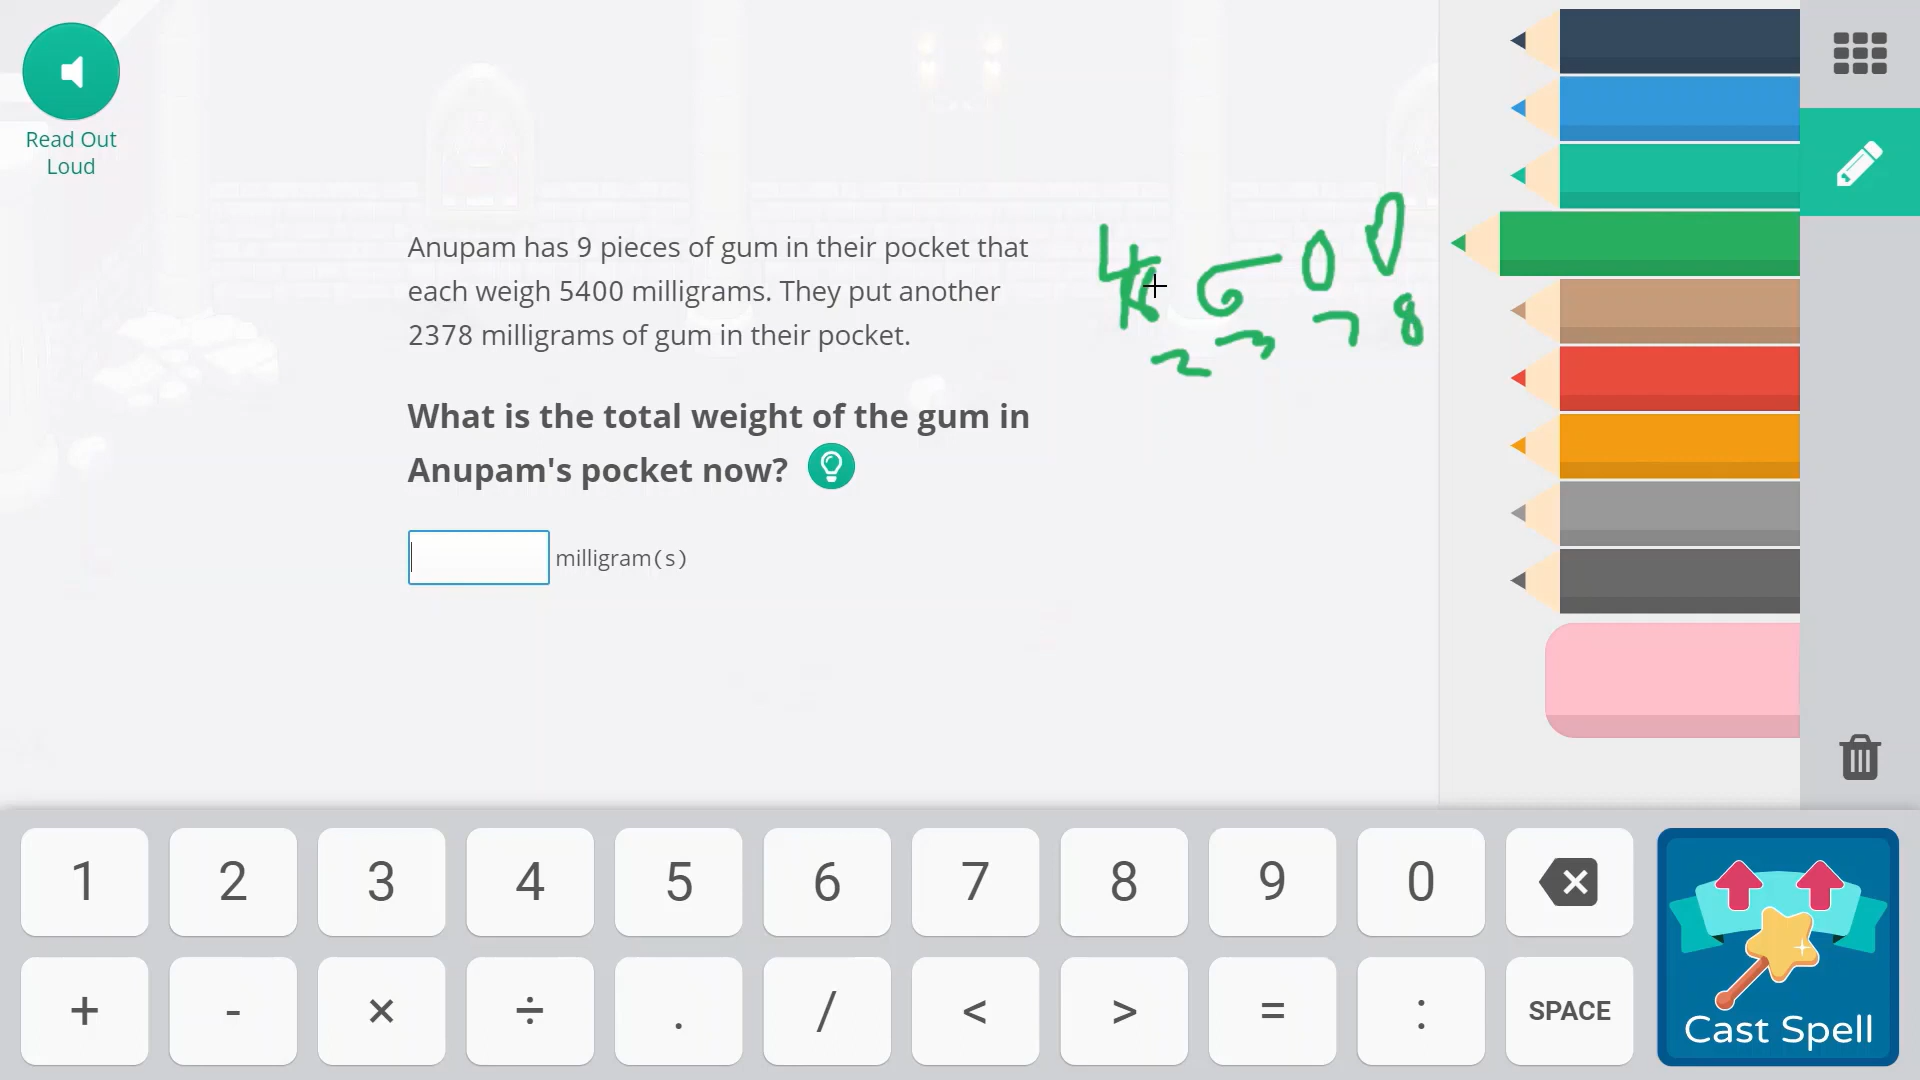 Read Out
Loud
Anupam has 9 pieces of gum in their pocket that
each weigh 5400 milligrams. They put another
2378 milligrams of gum in their pocket.
What is the total weight of the gum in
Anupam's pocket now?
milligram(s)
00
2378
1 2 3 4 5 6 7 8 9 0
+ - × ÷ . / < > = : SPACE
Cast Spell